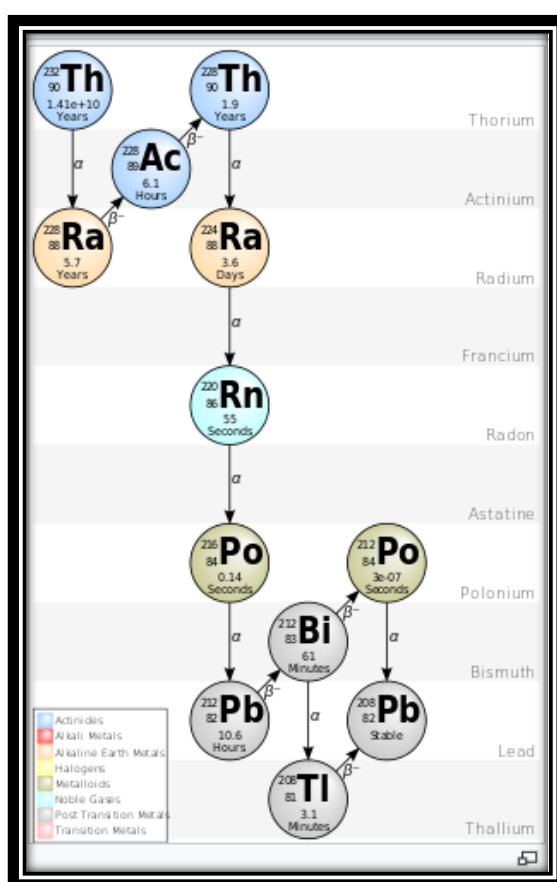 232 90 Th 1.41e+10 Years
228 90 Th 1.9 Years
Thorium
α
β⁻
α
228 89 Ac 6.1 Hours
Actinium
β⁻
228 88 Ra 5.7 Years
224 88 Ra 3.6 Days
Radium
α
Francium
220 86 Rn 55 Seconds
Radon
α
Astatine
216 84 Po 0.14 Seconds
212 84 Po 3e-07 Seconds
Polonium
β⁻
α
212 83 Bi 61 Minutes
α
Bismuth
β⁻
212 82 Pb 10.6 Hours
α
208 82 Pb Stable
Lead
β⁻
208 81 Tl 3.1 Minutes
Thallium
Actinides
Alkali Metals
Alkaline Earth Metals
Halogens
Metalloids
Noble Gases
Post Transition Metals
Transition Metals